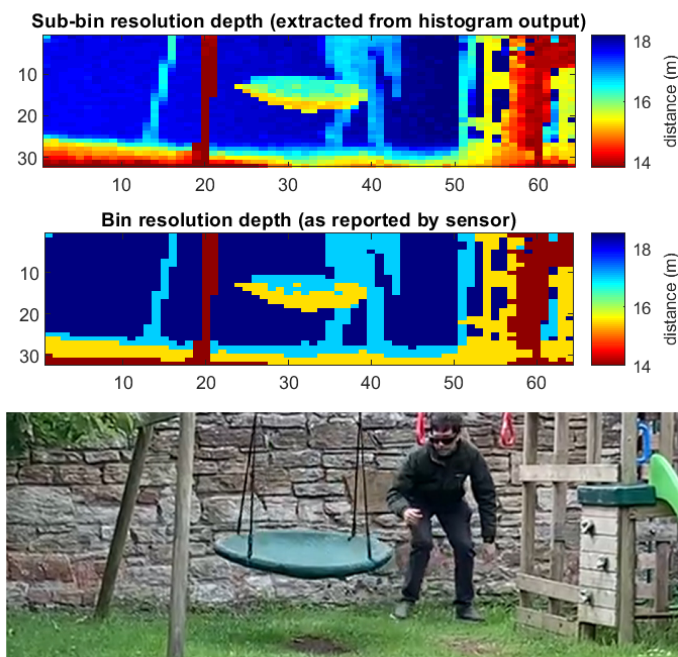 Sub-bin resolution depth (extracted from histogram output)
10
20
30
10 20 30 40 50 60
18
16
14
distance (m)
Bin resolution depth (as reported by sensor)
10
20
30
10 20 30 40 50 60
18
16
14
distance (m)